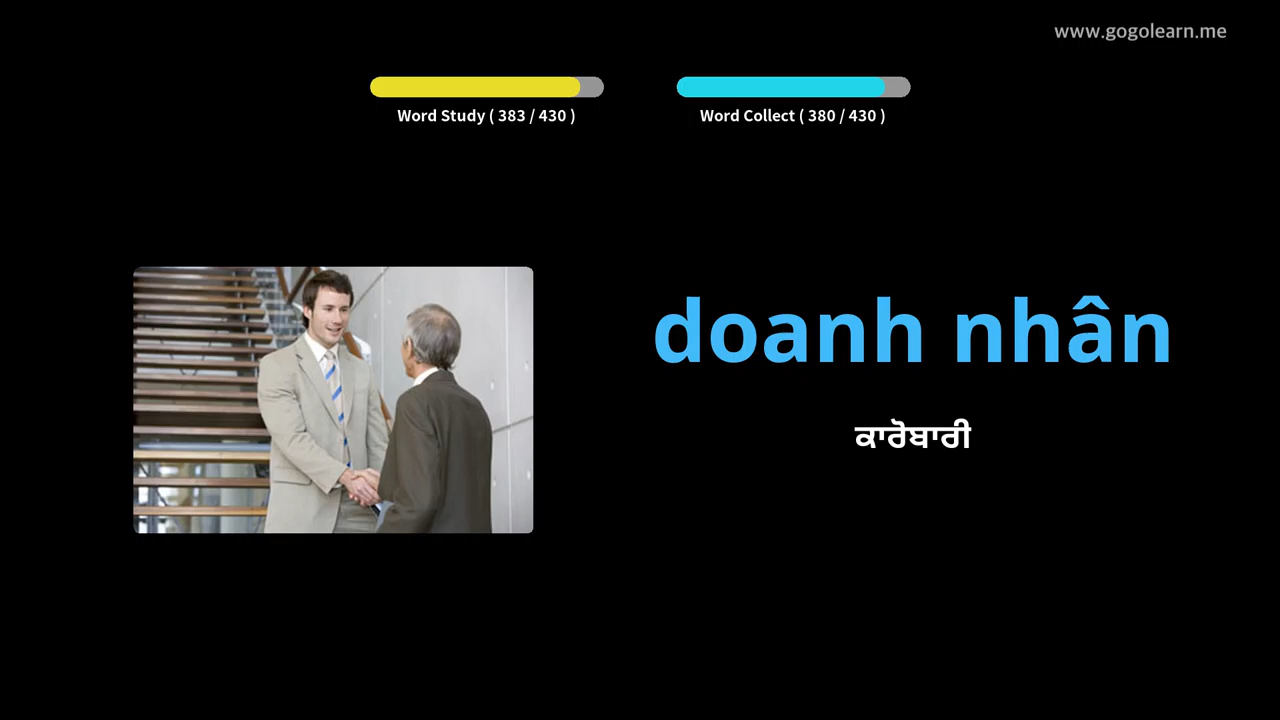 www.gogolearn.me
Word Study ( 383 / 430 )
Word Collect ( 380 / 430 )
doanh nhân
ਕਾਰੋਬਾਰੀ